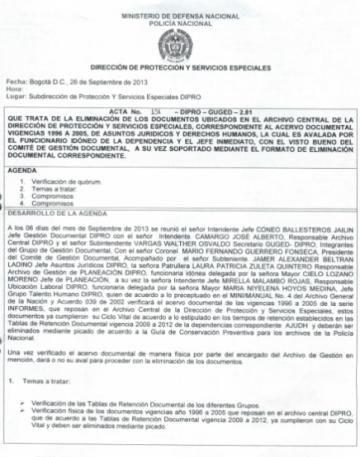 MINISTERIO DE DEFENSA NACIONAL
POLICÍA NACIONAL
DIRECCIÓN DE PROTECCIÓN Y SERVICIOS ESPECIALES
Fecha: Bogotá D.C., 26 de Septiembre de 2013
Hora:
Lugar: Subdirección de Protección Y Servicios Especiales DIPRO.
ACTA No. - DIPRO – GUGED – 2.81
QUE TRATA DE LA ELIMINACIÓN DE LOS DOCUMENTOS UBICADOS EN EL ARCHIVO CENTRAL DE LA
DIRECCIÓN DE PROTECCIÓN Y SERVICIOS ESPECIALES, CORRESPONDIENTE AL ACERVO DOCUMENTAL
VIGENCIAS 1996 A 2005, DE ASUNTOS JURIDICOS Y DERECHOS HUMANOS, LA CUAL ES AVALADA POR
EL FUNCIONARIO IDÓNEO DE LA DEPENDENCIA Y EL JEFE INMEDIATO, CON EL VISTO BUENO DEL
COMITÉ DE GESTIÓN DOCUMENTAL, A SU VEZ SOPORTADO MEDIANTE EL FORMATO DE ELIMINACIÓN
DOCUMENTAL CORRESPONDIENTE.
AGENDA
1. Verificación de quórum.
2. Temas a tratar:
3. Compromisos
4. Compromisos
DESARROLLO DE LA AGENDA
A los 06 días del mes de Septiembre de 2013 se reunió el señor Intendente Jefe CONEO BALLESTEROS JAILIN
Jefe Gestión Documental DIPRO con el señor Intendente CAMARGO JOSÉ ALBERTO, Responsable Archivo
Central DIPRO y el señor Subintendente VARGAS WALTHER OSVALDO Secretario GUGED- DIPRO, Integrantes
del Grupo de Gestión Documental, Con el señor Coronel MARIO FERNANDO GUERRERO FONSECA, Presidente
del Comité de Gestión Documental, Acompañado por el señor Subteniente JAMER ALEXANDER BELTRAN
LADINO Jefe Asuntos Jurídicos DIPRO, la señora Patrullera LAURA PATRICIA ZULETA QUINTERO Responsable
Archivo de Gestión de PLANEACIÓN DIPRO, funcionaria idónea delegada por la señora Mayor CIELO LOZANO
MORENO Jefe de PLANEACIÓN, a su vez la señora Intendente Jefe MIRELLA MALAMBO ROJAS, Responsable
Ubicación Laboral DIPRO, funcionaria delegada por la señora Mayor MARIA NIYELENA HOYOS MEDINA, Jefe
Grupo Talento Humano DIPRO, quien de acuerdo a lo preceptuado en el MINI/MANUAL No. 4 del Archivo General
de la Nación y Acuerdo 039 de 2002 verificará el acervo documental de las vigencias 1996 a 2005 de la serie
INFORMES, que reposan en el Archivo Central de la Dirección de Protección y Servicios Especiales, estos
documentos ya cumplieron su Ciclo Vital de acuerdo a lo estipulado en los tiempos de retención establecidos en las
Tablas de Retención Documental vigencia 2009 a 2012 de la dependencias correspondiente AJUDH y deberán ser
eliminados mediante picado de acuerdo a la Guía de Conservación Preventiva para los archivos de la Policía
Nacional.
Una vez verificado el acervo documental de manera física por parte del encargado del Archivo de Gestión en
mención, dará o no su aval para proceder con la eliminación de los documentos.
1. Temas a tratar:
➢ Verificación de las Tablas de Retención Documental de los diferentes Grupos.
➢ Verificación física de los documentos vigencias año 1996 a 2005 que reposan en el archivo central DIPRO,
que de acuerdo a las Tablas de Retención Documental vigencia 2009 a 2012, ya cumplieron con su Ciclo
Vital y deben ser eliminados mediante picado.